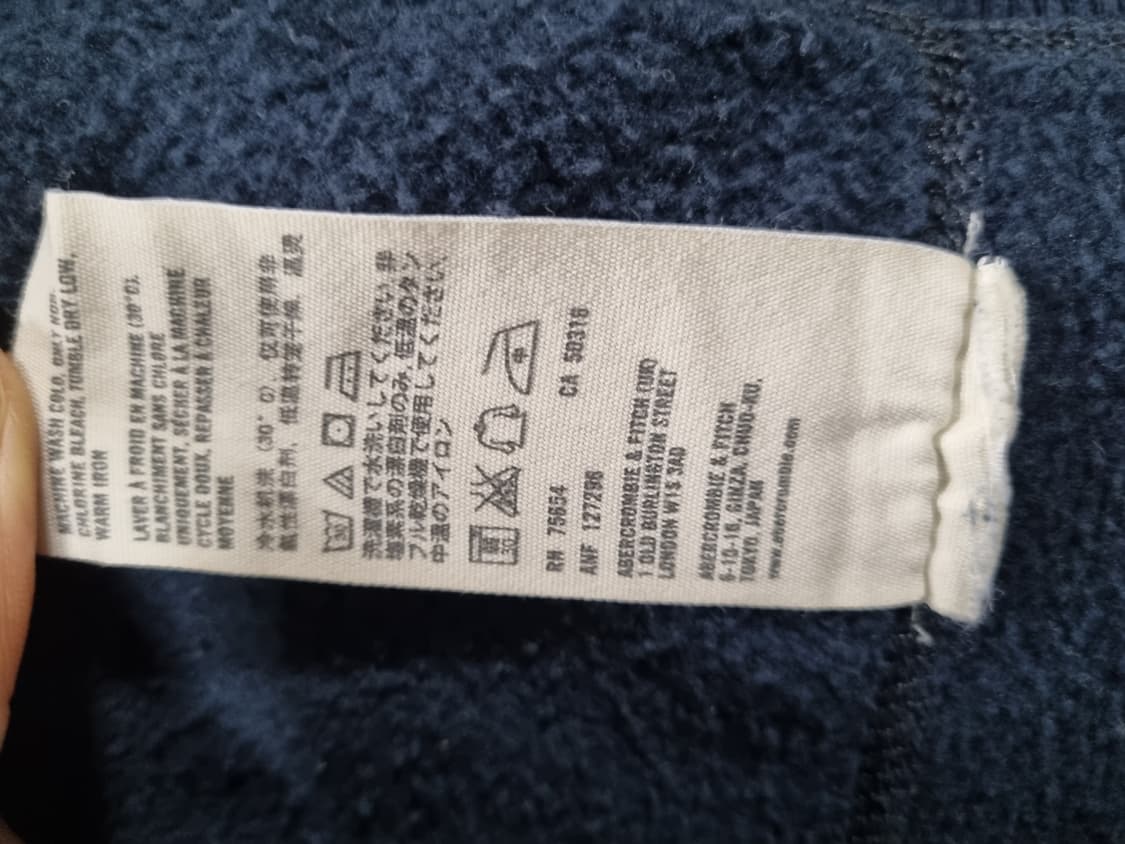 MACHINE WASH COLD, ONLY NON-
CHLORINE BLEACH, TUMBLE DRY LOW,
WARM IRON
LAVER À FROID EN MACHINE (30°C),
BLANCHIMENT SANS CHLORE
UNIQUEMENT, SÉCHER À LA MACHINE
CYCLE DOUX, REPASSER À CHALEUR
MOYENNE
冷水机洗 (30° C)、仅可使用非
氯性漂白剂、低温转笼干燥、温烫
30
洗濯機で水洗いしてください, 非
塩素系の漂白剤のみ, 低温のタン
ブル乾燥機で使用してください,
中温のアイロン
弱
30
中
RN 75654
CA 50318
ANF 127296
ABERCROMBIE & FITCH (UK)
1 OLD BURLINGTON STREET
LONDON W1S 3AD
ABERCROMBIE & FITCH
6-10-16, GINZA CHUO-KU,
TOKYO, JAPAN
www.abercrombie.com